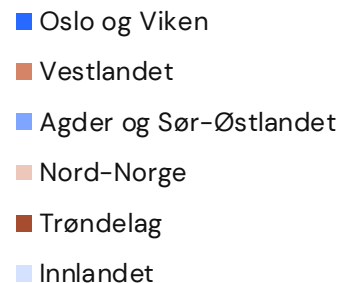 Oslo og Viken
Vestlandet
Agder og Sør-Østlandet
Nord-Norge
Trøndelag
Innlandet